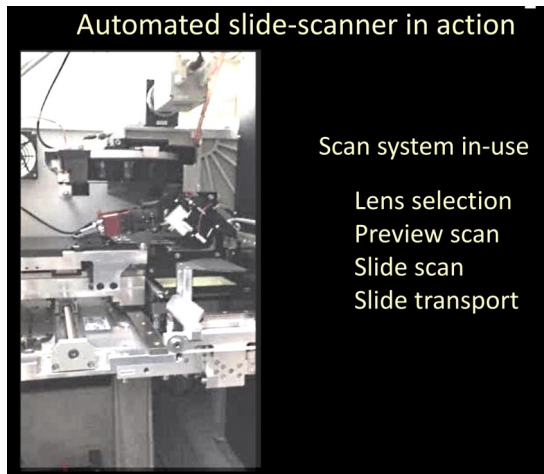 Automated slide-scanner in action
Scan system in-use
Lens selection
Preview scan
Slide scan
Slide transport